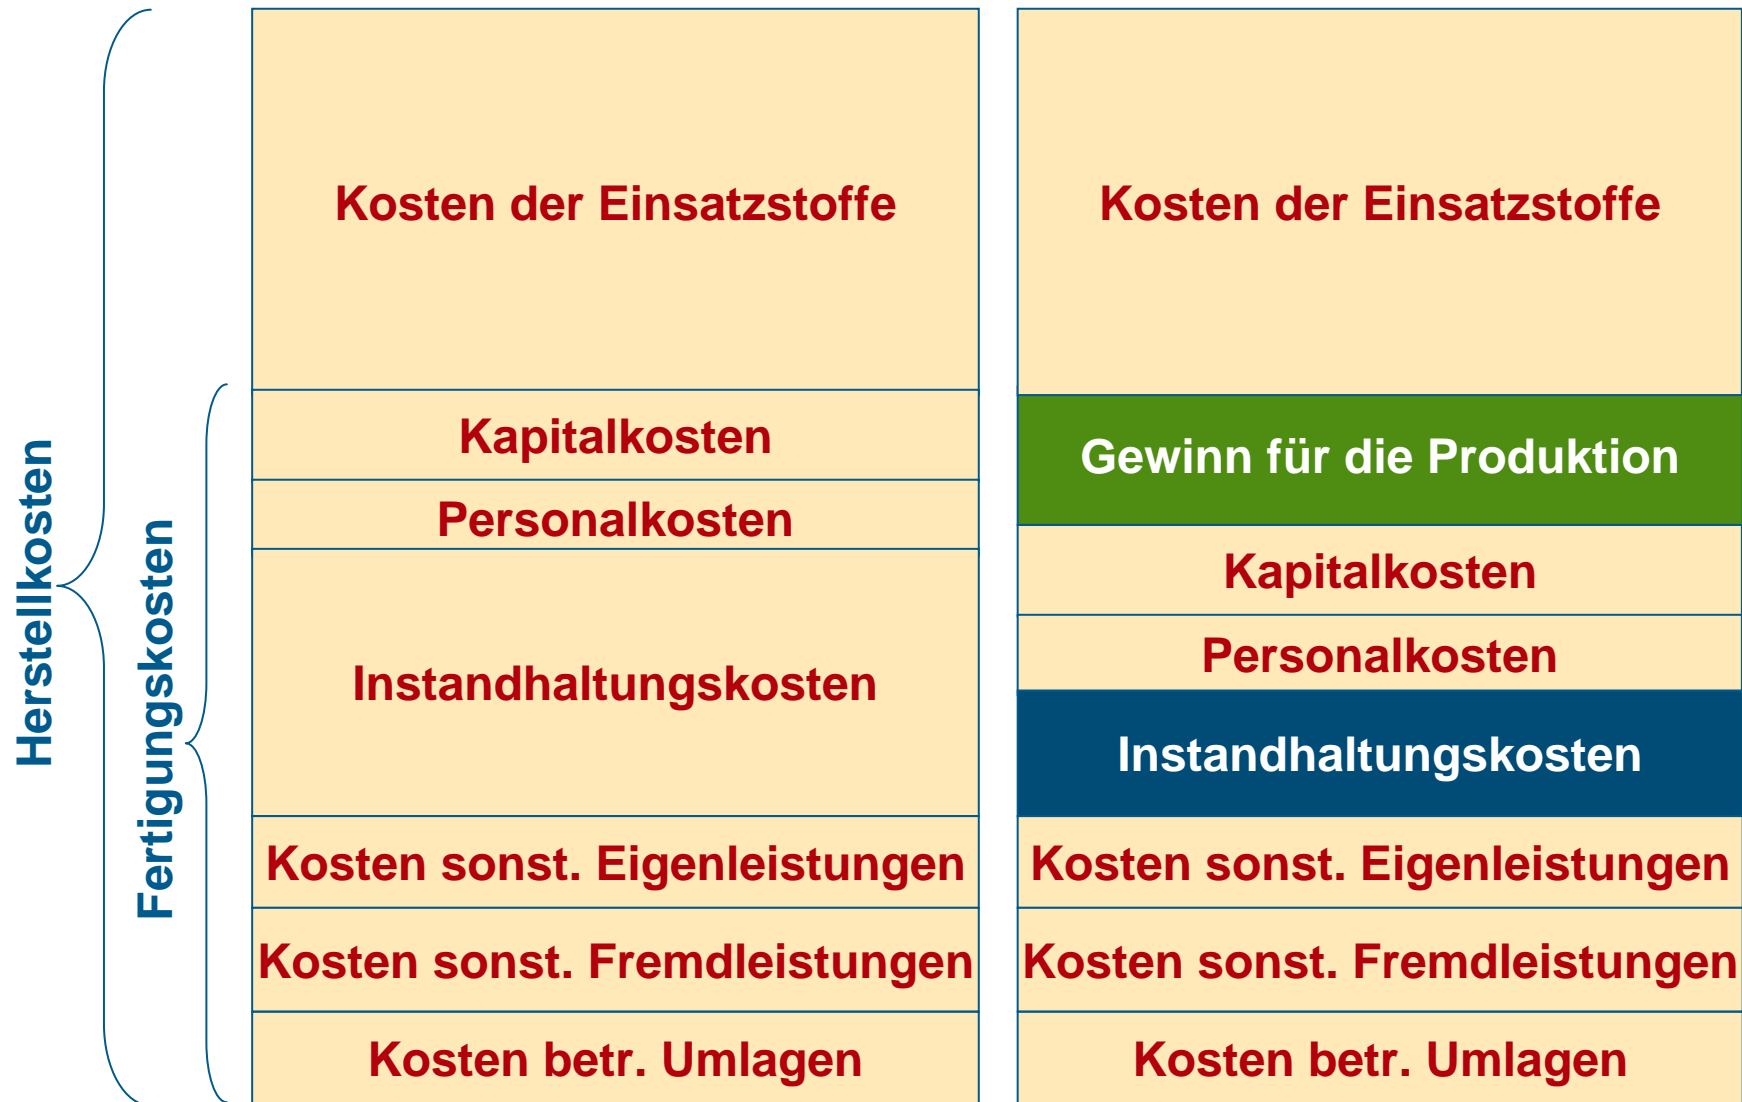 Herstellkosten
Fertigungskosten
Kosten der Einsatzstoffe
Kapitalkosten
Personalkosten
Instandhaltungskosten
Kosten sonst. Eigenleistungen
Kosten sonst. Fremdleistungen
Kosten betr. Umlagen
Kosten der Einsatzstoffe
Gewinn für die Produktion
Kapitalkosten
Personalkosten
Instandhaltungskosten
Kosten sonst. Eigenleistungen
Kosten sonst. Fremdleistungen
Kosten betr. Umlagen